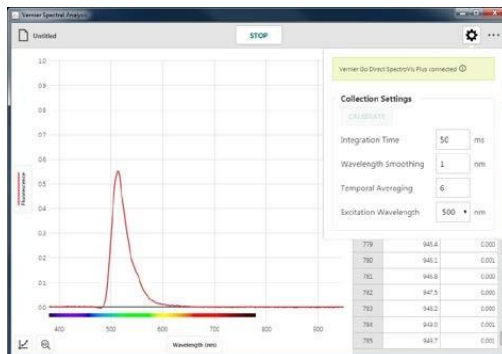 Vernier Spectral Analysis
Untitled
STOP
Vernier Go Direct SpectroVis Plus connected
Collection Settings
CALIBRATE
Integration Time 50 ms
Wavelength Smoothing 1 nm
Temporal Averaging 6
Excitation Wavelength 500 nm
1.0
0.9
0.8
0.7
0.6
0.5
0.4
0.3
0.2
0.1
0.0
Fluorescence
400 500 600 700 800 900
Wavelength (nm)
779 945.4 0.000
780 946.1 0.001
781 946.8 0.000
782 947.5 0.000
783 948.2 0.000
784 949.0 0.001
785 949.7 0.001